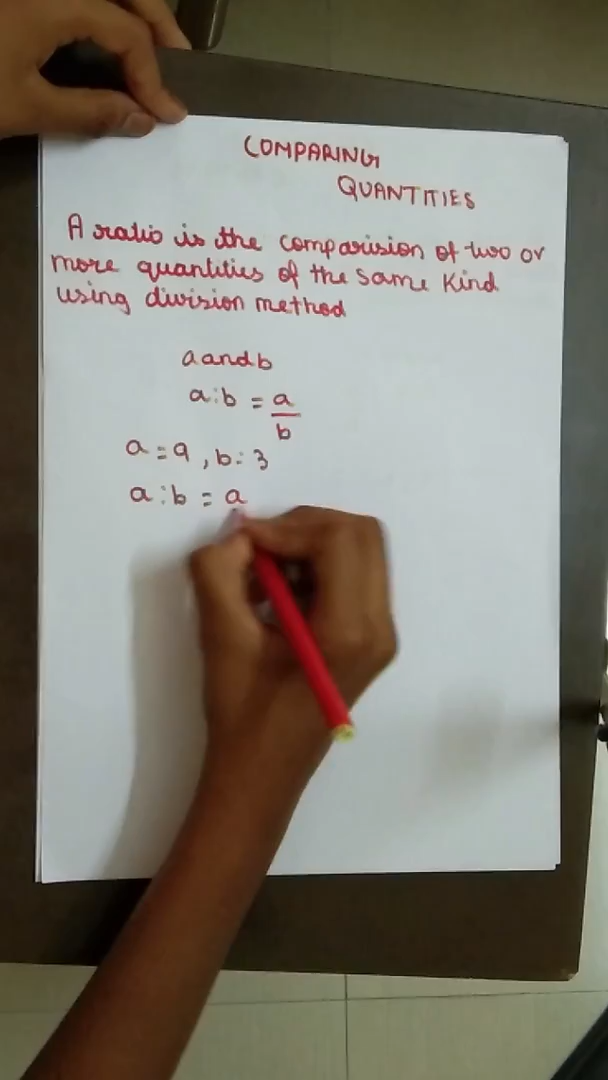 COMPARING
QUANTITIES
A ratio is the comparision of two or
more quantities of the same kind
using division method
a and b
a:b = a
b
a = 9, b = 3
a:b = a